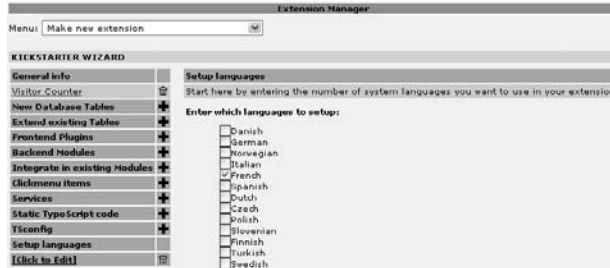 Extension Manager
Menu: Make new extension
KICKSTARTER WIZARD
General info
Visitor Counter
New Database Tables
Extend existing Tables
Frontend Plugins
Backend Modules
Integrate in existing Modules
Clickmenu items
Services
Static TypoScript code
TSconfig
Setup languages
[Click to Edit]
Setup languages
Start here by entering the number of system languages you want to use in your extensio
Enter which languages to setup:
Danish
German
Norwegian
Italian
French
Spanish
Dutch
Czech
Polish
Slovenian
Finnish
Turkish
Swedish